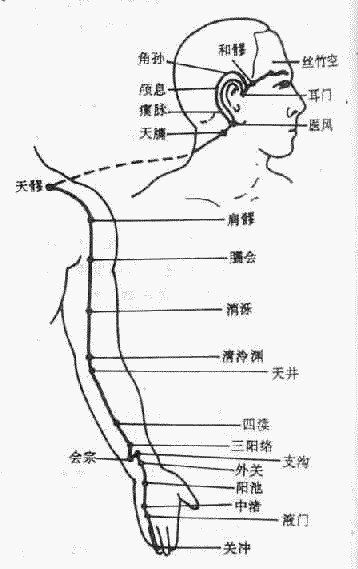 和髎
角孙
丝竹空
颅息
耳门
瘈脉
医风
天牖
天髎
肩髎
臑会
消泺
清冷渊
天井
四渎
三阳络
会宗
支沟
外关
阳池
中渚
液门
关冲